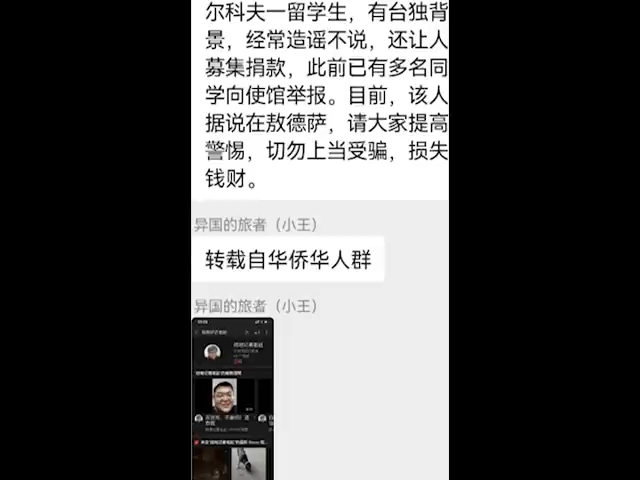 尔科夫一留学生，有台独背
景，经常造谣不说，还让人
募集捐款，此前已有多名同
学向使馆举报。目前，该人
据说在敖德萨，请大家提高
警惕，切勿上当受骗，损失
钱财。
异国的旅者（小王）
转载自华侨华人群
异国的旅者（小王）